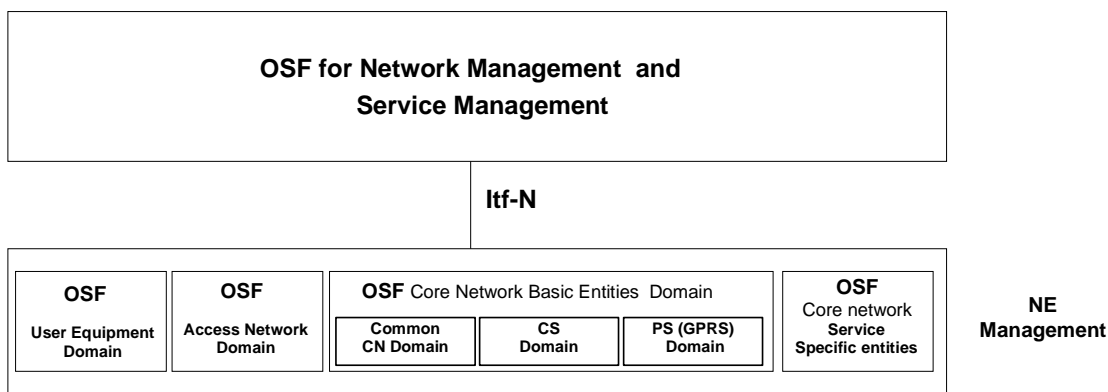 OSF for Network Management and
Service Management
Itf-N
OSF
User Equipment
Domain
OSF
Access Network
Domain
OSF Core Network Basic Entities Domain
Common
CN Domain
CS
Domain
PS (GPRS)
Domain
OSF
Core network
Service
Specific entities
NE
Management